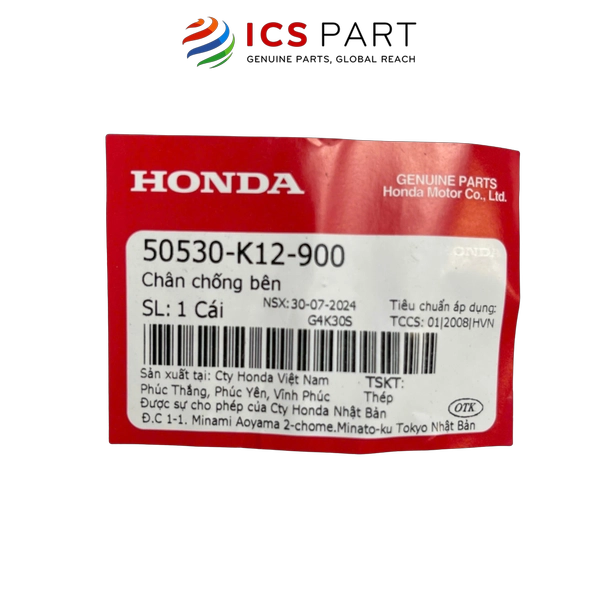 ICS PART
GENUINE PARTS, GLOBAL REACH
HONDA
GENUINE PARTS
Honda Motor Co., Ltd.
50530-K12-900
Chân chống bên
SL: 1 Cái
NSX: 30-07-2024
G4K30S
Tiêu chuẩn áp dụng:
TCCS: 01|2008|HVN
Sản xuất tại: Cty Honda Việt Nam
Phúc Thắng, Phúc Yên, Vĩnh Phúc
TSKT:
Thép
Được sự cho phép của Cty Honda Nhật Bản
Đ.C 1-1. Minami Aoyama 2-chome.Minato-ku Tokyo Nhật Bản
OTK